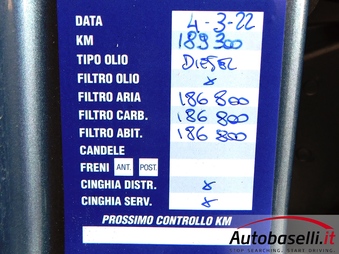 DATA 4-3-22
KM 189300
TIPO OLIO DIESEL
FILTRO OLIO x
FILTRO ARIA 186800
FILTRO CARB. 186800
FILTRO ABIT. 186800
CANDELE
FRENI ANT. POST.
CINGHIA DISTR. x
CINGHIA SERV. x
PROSSIMO CONTROLLO KM
Autobaselli.it